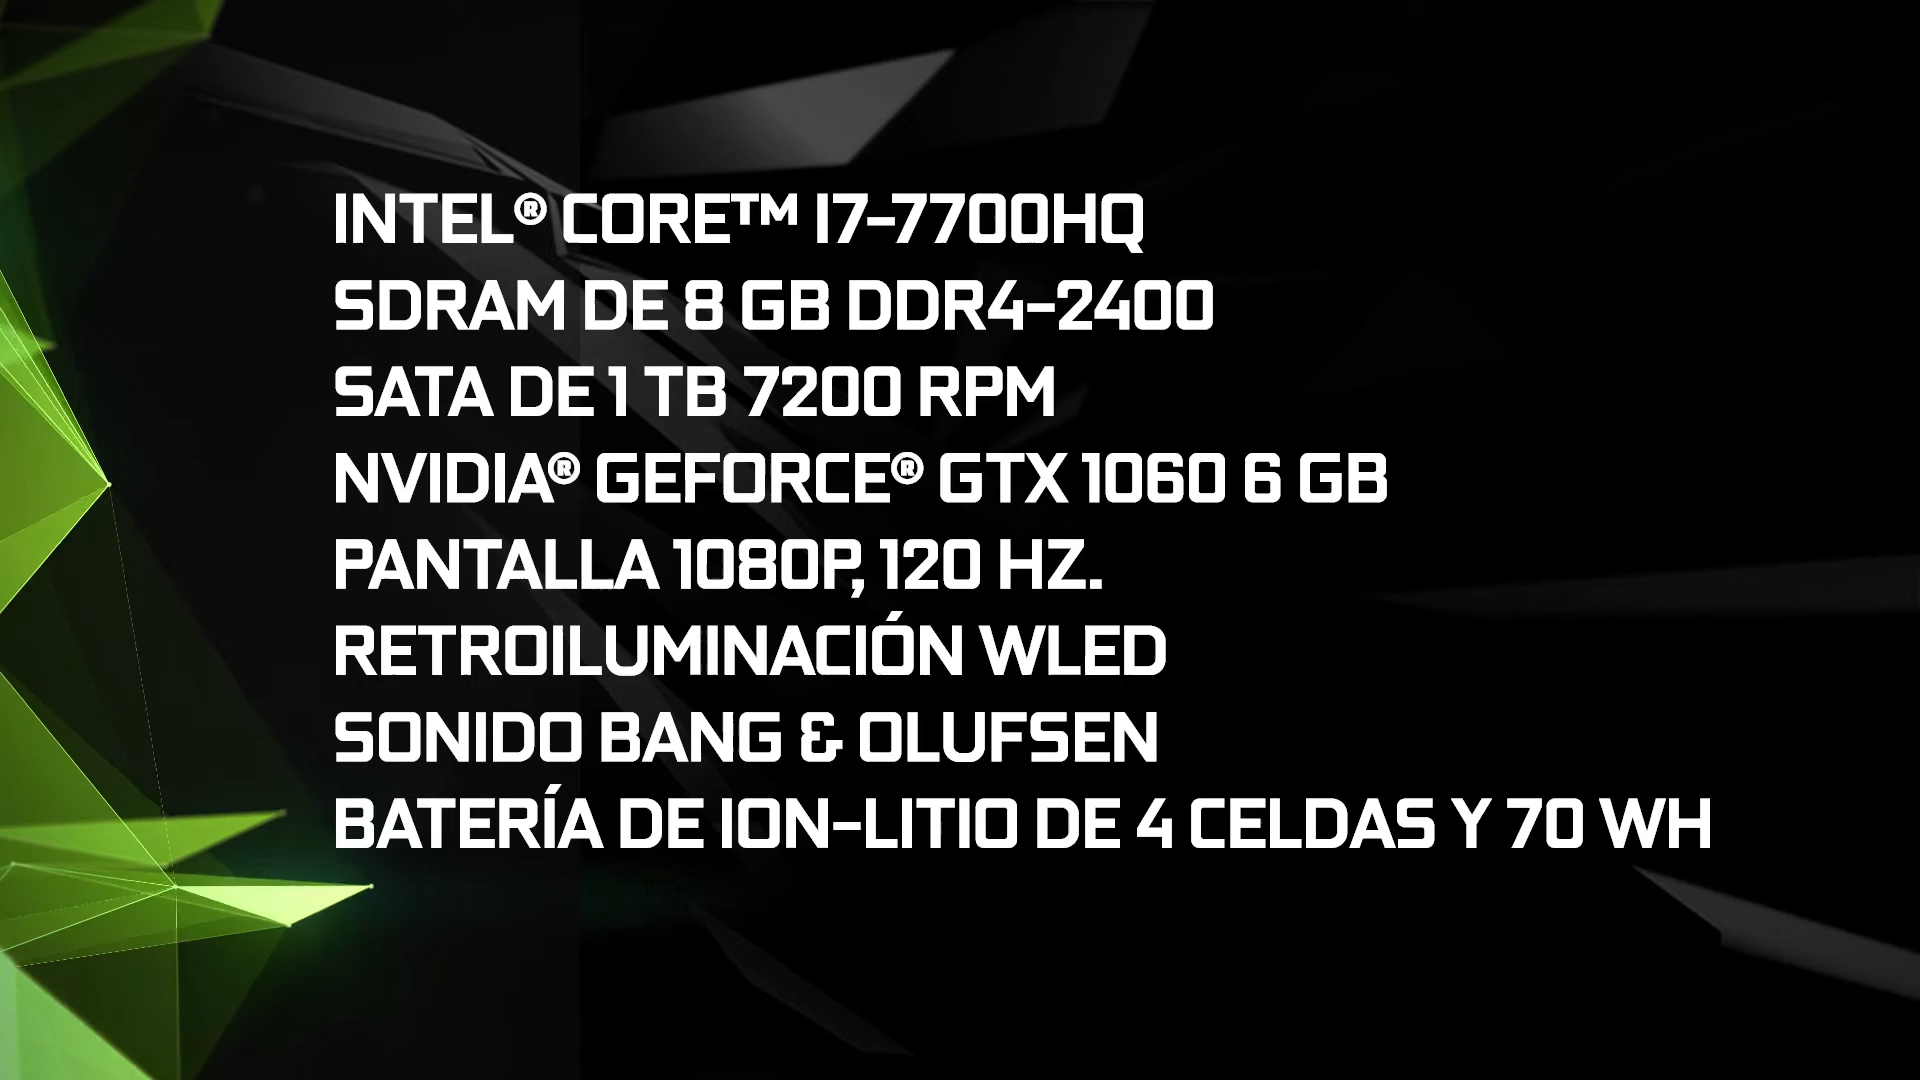 INTEL® CORE™ I7-7700HQ
SDRAM DE 8 GB DDR4-2400
SATA DE 1 TB 7200 RPM
NVIDIA® GEFORCE® GTX 1060 6 GB
PANTALLA 1080P, 120 HZ.
RETROILUMINACIÓN WLED
SONIDO BANG & OLUFSEN
BATERÍA DE ION-LITIO DE 4 CELDAS Y 70 WH